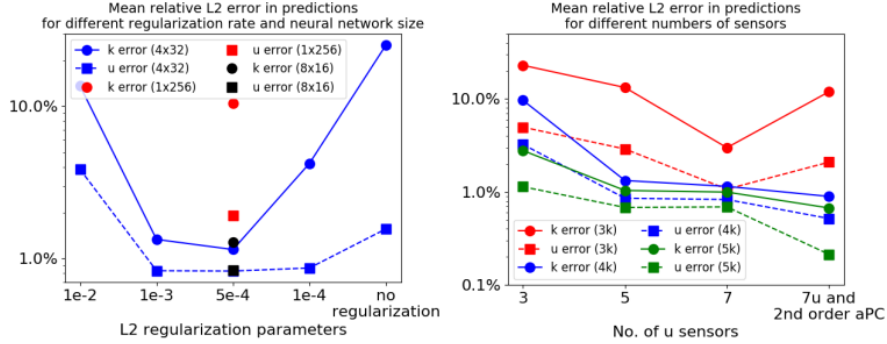 Mean relative L2 error in predictions
for different regularization rate and neural network size
k error (4x32)
u error (4x32)
k error (1x256)
u error (1x256)
k error (8x16)
u error (8x16)
10.0%
1.0%
1e-2
1e-3
5e-4
1e-4
no
regularization
L2 regularization parameters
Mean relative L2 error in predictions
for different numbers of sensors
10.0%
1.0%
0.1%
k error (3k)
u error (3k)
k error (4k)
u error (4k)
k error (5k)
u error (5k)
3
5
7
7u and
2nd order aPC
No. of u sensors